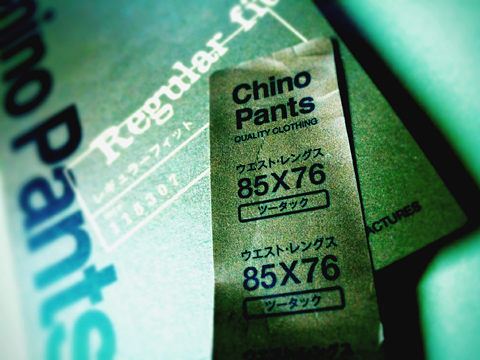 Chino Pants
Regular fit
レギュラーフィット
Chino
Pants
QUALITY CLOTHING
ウエスト・レングス
85X76
ツータック
ウエスト・レングス
85X76
ツータック
ACTURES